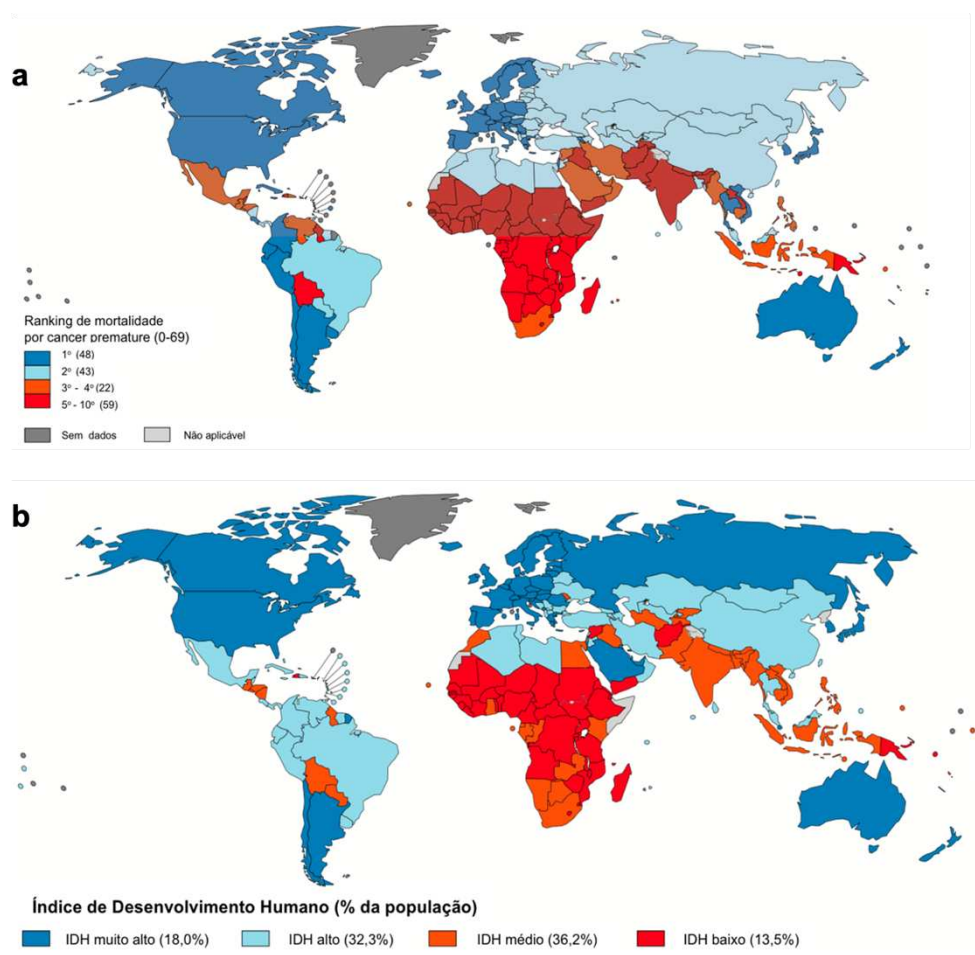 a
Ranking de mortalidade
por cancer premature (0-69)
1º (48)
2º (43)
3º - 4º (22)
5º - 10º (59)
Sem dados
Não aplicável
b
Índice de Desenvolvimento Humano (% da população)
IDH muito alto (18,0%)
IDH alto (32,3%)
IDH médio (36,2%)
IDH baixo (13,5%)